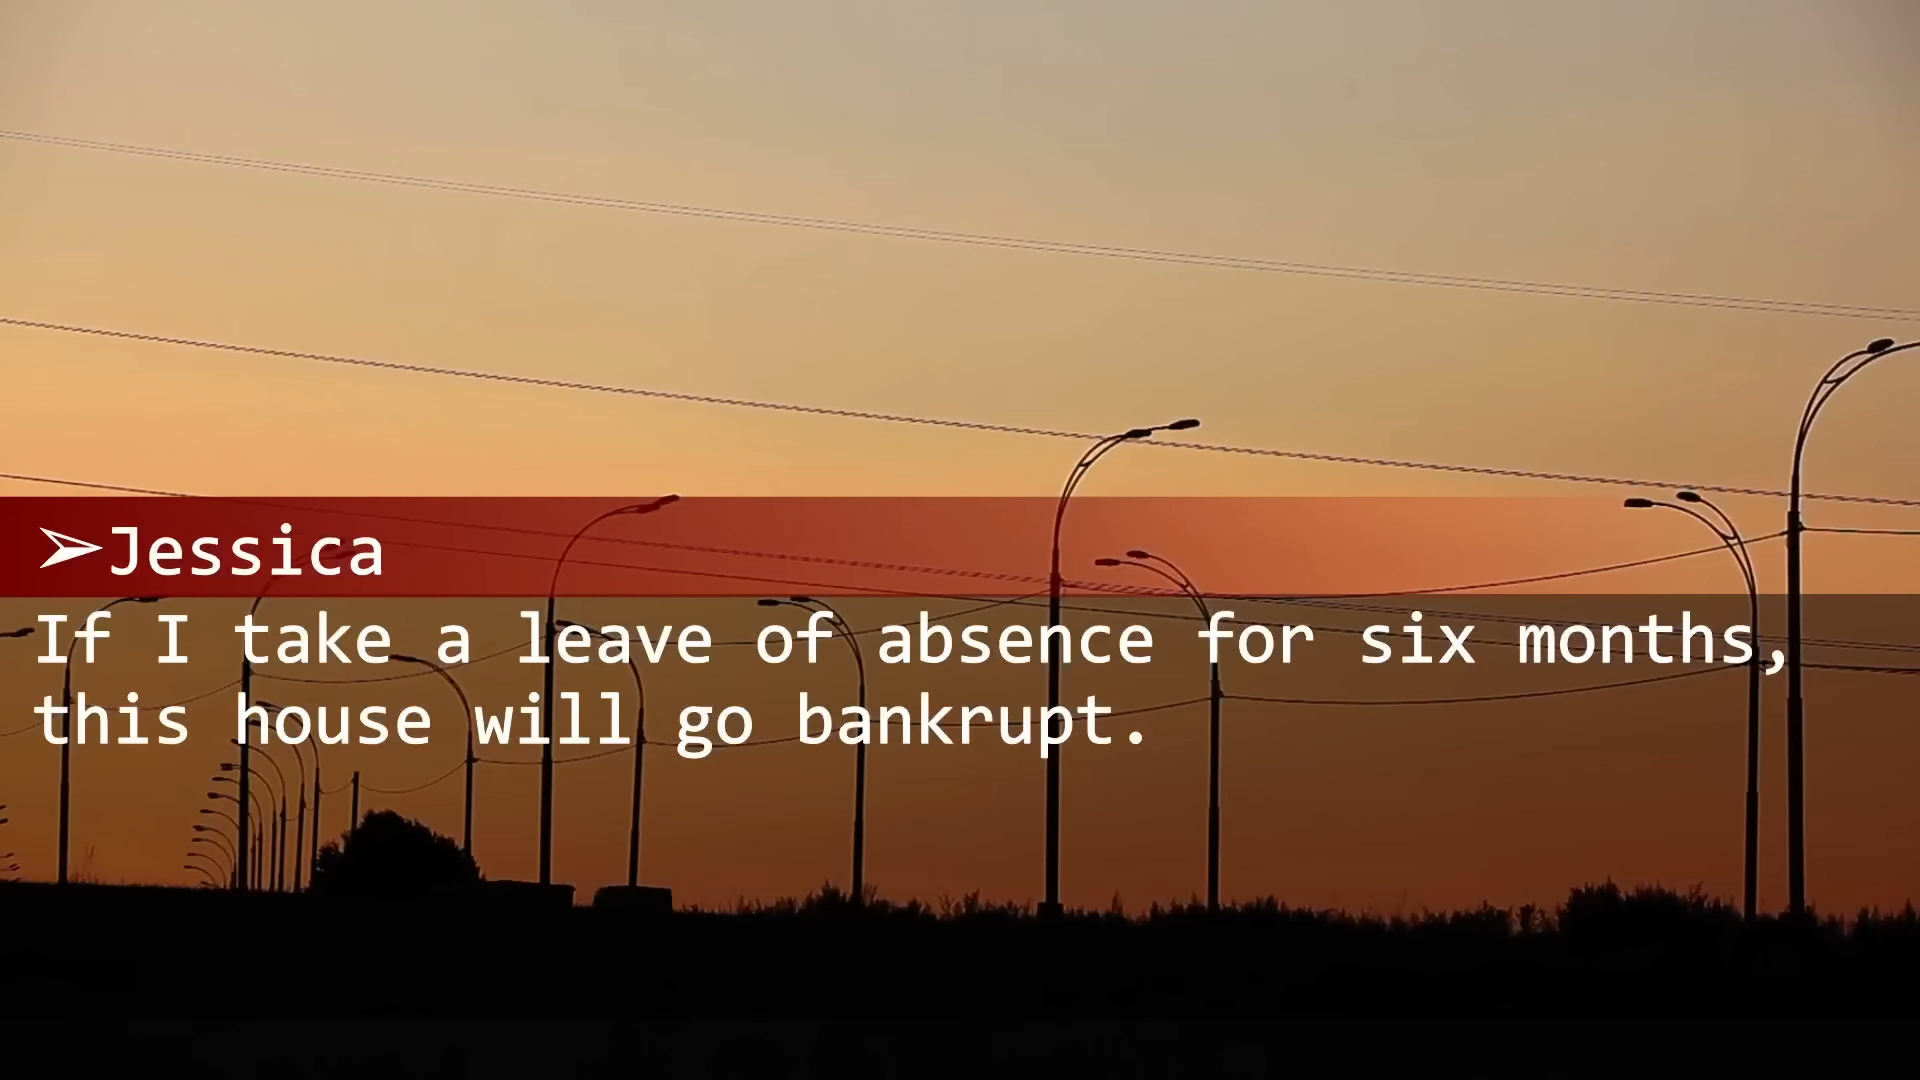 ➢Jessica
If I take a leave of absence for six months,
this house will go bankrupt.